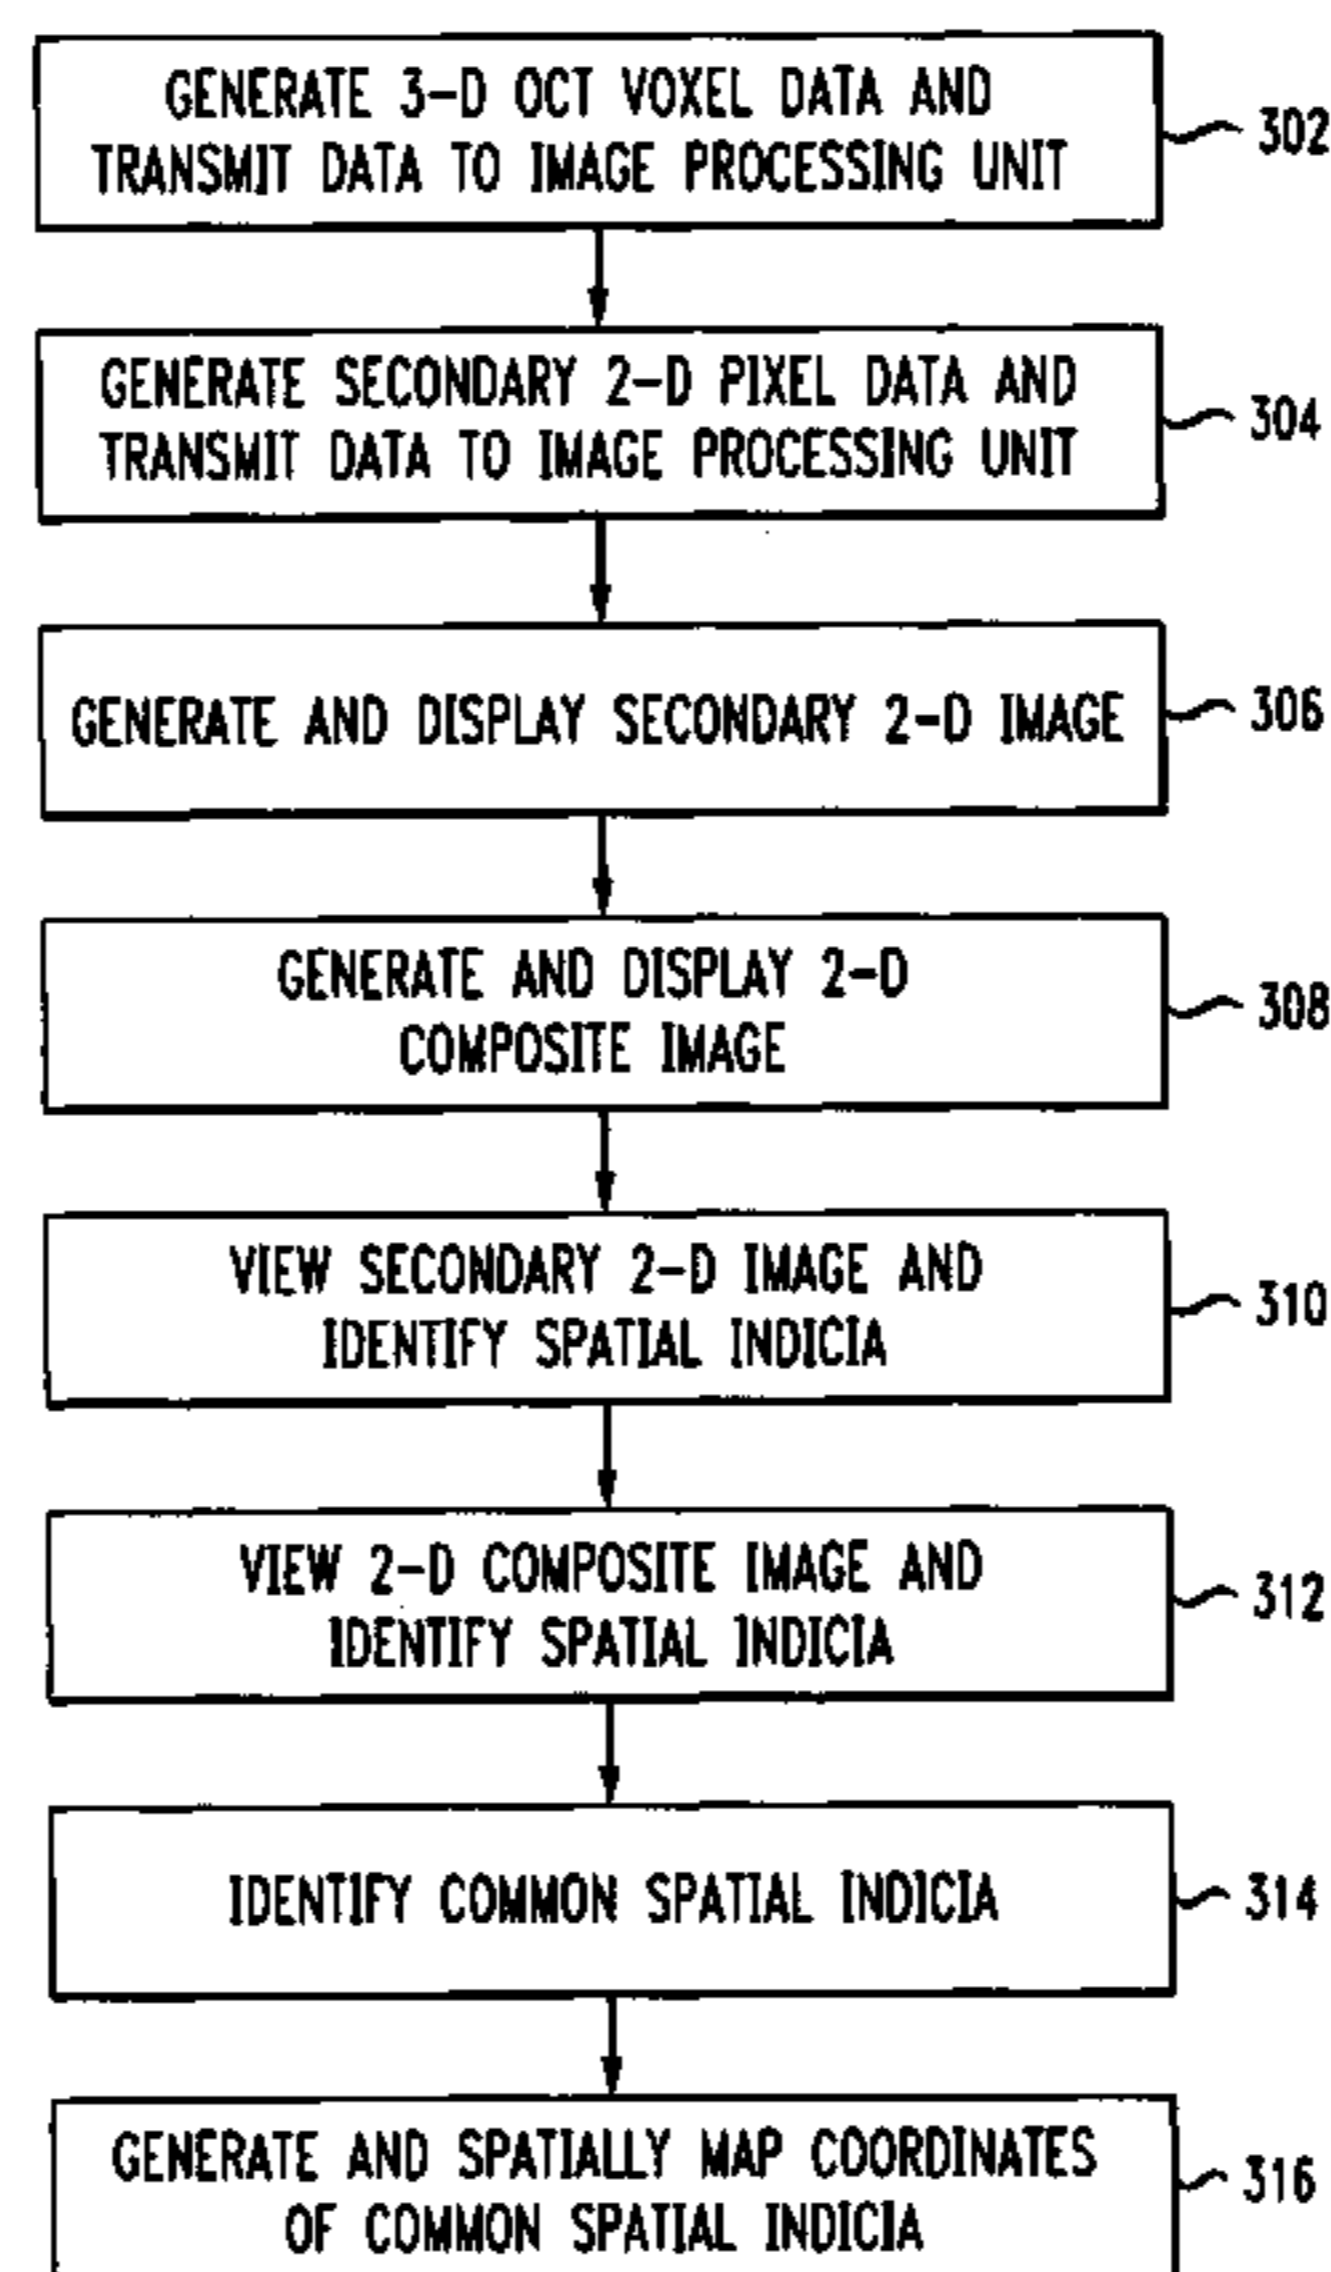 GENERATE 3-D OCT VOXEL DATA AND
TRANSMIT DATA TO IMAGE PROCESSING UNIT
302
GENERATE SECONDARY 2-D PIXEL DATA AND
TRANSMIT DATA TO IMAGE PROCESSING UNIT
304
GENERATE AND DISPLAY SECONDARY 2-D IMAGE
306
GENERATE AND DISPLAY 2-D
COMPOSITE IMAGE
308
VIEW SECONDARY 2-D IMAGE AND
IDENTIFY SPATIAL INDICIA
310
VIEW 2-D COMPOSITE IMAGE AND
IDENTIFY SPATIAL INDICIA
312
IDENTIFY COMMON SPATIAL INDICIA
314
GENERATE AND SPATIALLY MAP COORDINATES
OF COMMON SPATIAL INDICIA
316